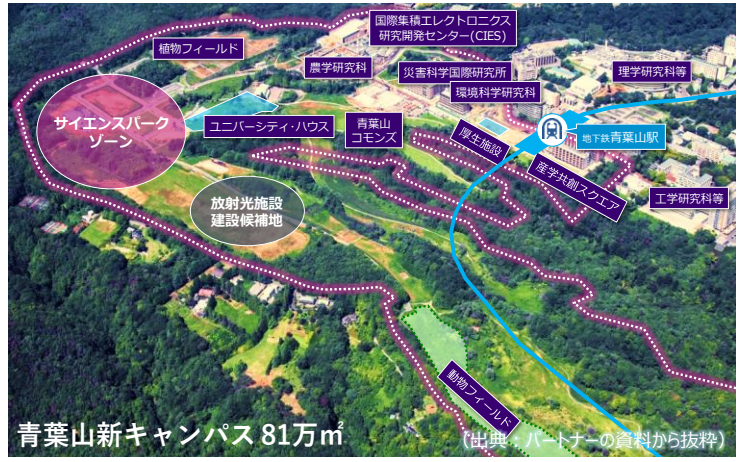 国際集積エレクトロニクス
研究開発センター(CIES)
植物フィールド
農学研究科
災害科学国際研究所
理学研究科等
環境科学研究科
サイエンスパーク
ゾーン
ユニバーシティ・ハウス
青葉山
コモンズ
厚生施設
地下鉄青葉山駅
産学共創スクエア
工学研究科等
放射光施設
建設候補地
動物フィールド
青葉山新キャンパス 81万㎡
(出典：パートナーの資料から抜粋)